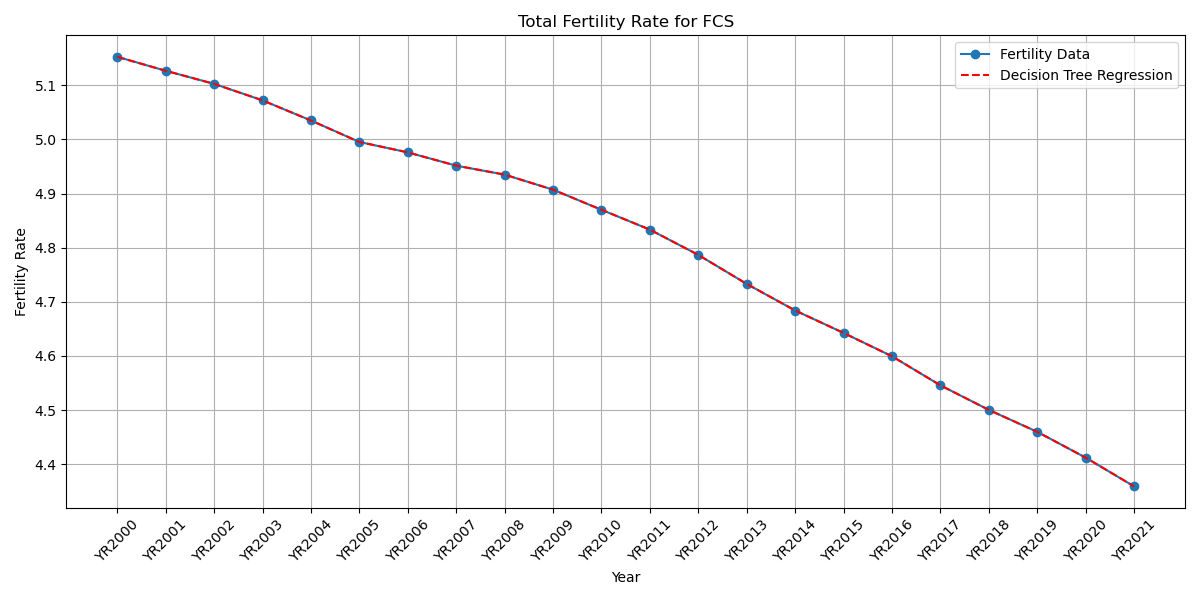 Total Fertility Rate for FCS
Fertility Data
Decision Tree Regression
Fertility Rate
5.1
5.0
4.9
4.8
4.7
4.6
4.5
4.4
YR2000
YR2001
YR2002
YR2003
YR2004
YR2005
YR2006
YR2007
YR2008
YR2009
YR2010
YR2011
YR2012
YR2013
YR2014
YR2015
YR2016
YR2017
YR2018
YR2019
YR2020
YR2021
Year